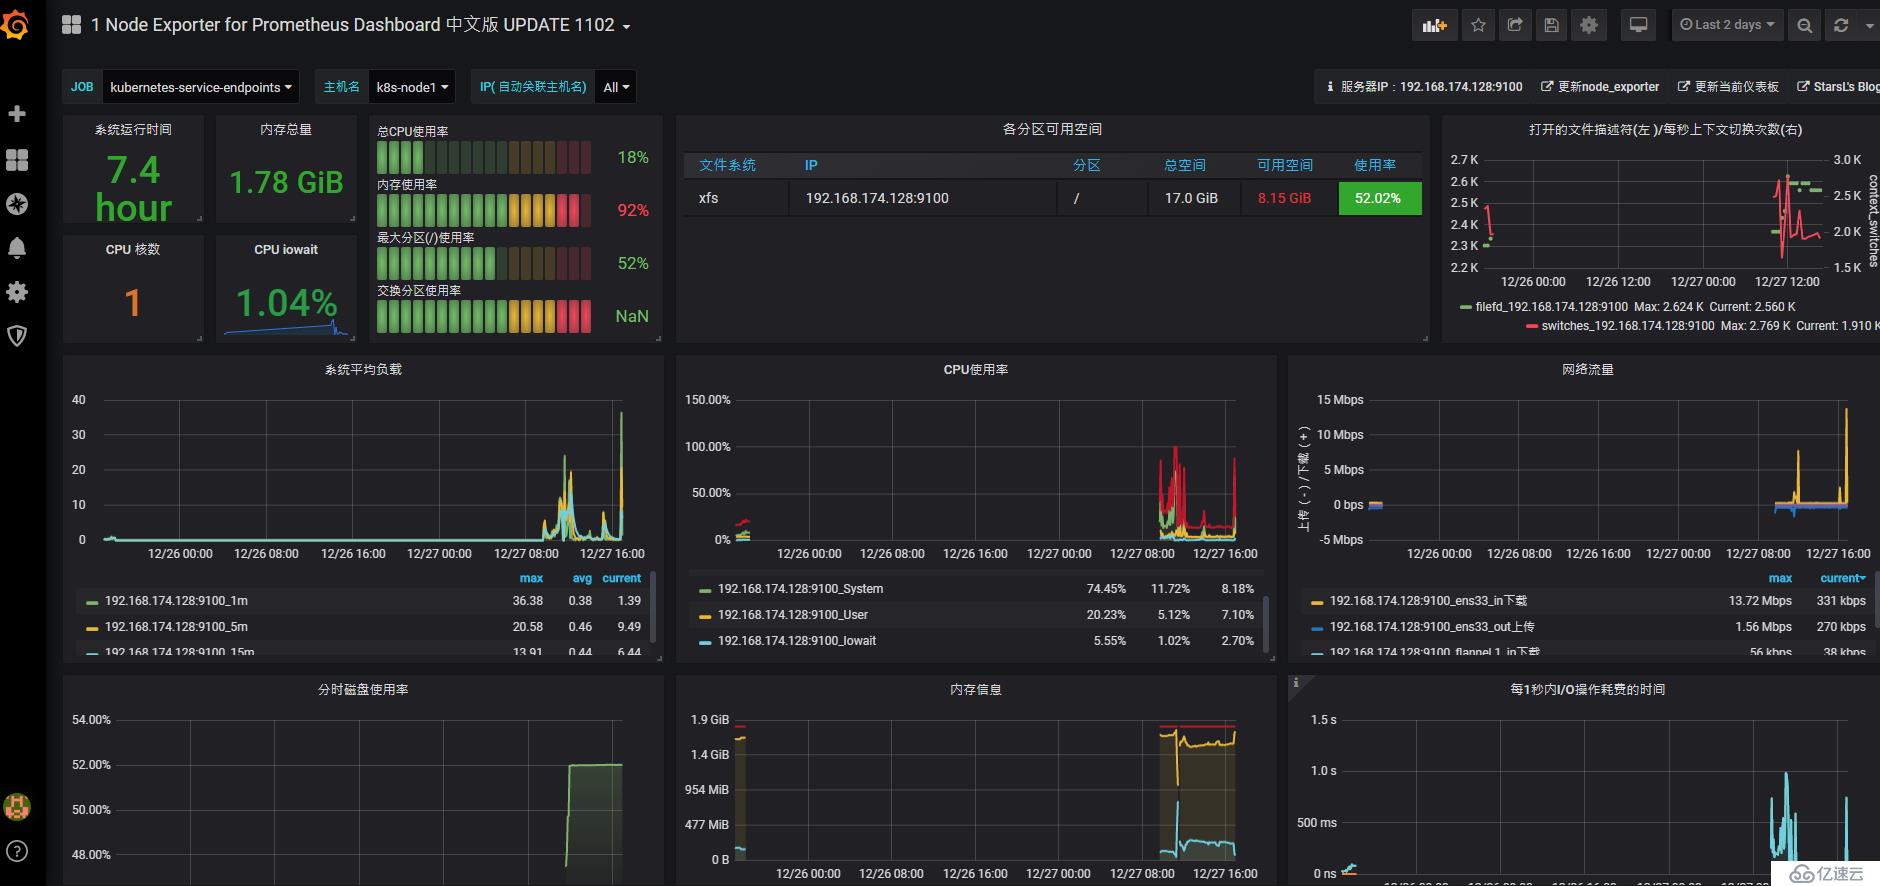 1 Node Exporter for Prometheus Dashboard 中文版 UPDATE 1102
Last 2 days
JOB kubernetes-service-endpoints 主机名 k8s-node1 IP( 自动关联主机名) All
服务器IP：192.168.174.128:9100 更新node_exporter 更新当前仪表板 StarsL's Blog
系统运行时间
7.4
hour
内存总量
1.78 GiB
CPU 核数
1
CPU iowait
1.04%
总CPU使用率
18%
内存使用率
92%
最大分区(/)使用率
52%
交换分区使用率
NaN
各分区可用空间
文件系统 IP 分区 总空间 可用空间 使用率
xfs 192.168.174.128:9100 / 17.0 GiB 8.15 GiB 52.02%
打开的文件描述符(左 )/每秒上下文切换次数(右)
2.7 K
2.6 K
2.5 K
2.4 K
2.3 K
2.2 K
3.0 K
2.5 K
2.0 K
1.5 K
context_switches
12/26 00:00 12/26 12:00 12/27 00:00 12/27 12:00
filefd_192.168.174.128:9100 Max: 2.624 K Current: 2.560 K
switches_192.168.174.128:9100 Max: 2.769 K Current: 1.910 K
系统平均负载
40
30
20
10
0
12/26 00:00 12/26 08:00 12/26 16:00 12/27 00:00 12/27 08:00 12/27 16:00
max avg current
192.168.174.128:9100_1m 36.38 0.38 1.39
192.168.174.128:9100_5m 20.58 0.46 9.49
192.168.174.128:9100_15m 13.91 0.44 6.44
CPU使用率
150.00%
100.00%
50.00%
0%
12/26 00:00 12/26 08:00 12/26 16:00 12/27 00:00 12/27 08:00 12/27 16:00
192.168.174.128:9100_System 74.45% 11.72% 8.18%
192.168.174.128:9100_User 20.23% 5.12% 7.10%
192.168.174.128:9100_Iowait 5.55% 1.02% 2.70%
网络流量
上传（-）/下载（+）
15 Mbps
10 Mbps
5 Mbps
0 bps
-5 Mbps
12/26 00:00 12/26 08:00 12/26 16:00 12/27 00:00 12/27 08:00 12/27 16:00
max current
192.168.174.128:9100_ens33_in下载 13.72 Mbps 331 kbps
192.168.174.128:9100_ens33_out上传 1.56 Mbps 270 kbps
192.168.174.128:9100_flannel.1_in下载 56 kbps 38 kbps
分时磁盘使用率
54.00%
52.00%
50.00%
48.00%
内存信息
1.9 GiB
1.4 GiB
954 MiB
477 MiB
0 B
12/26 00:00 12/26 08:00 12/26 16:00 12/27 00:00 12/27 08:00 12/27 16:00
每1秒内I/O操作耗费的时间
1.5 s
1.0 s
500 ms
0 ns
亿速云